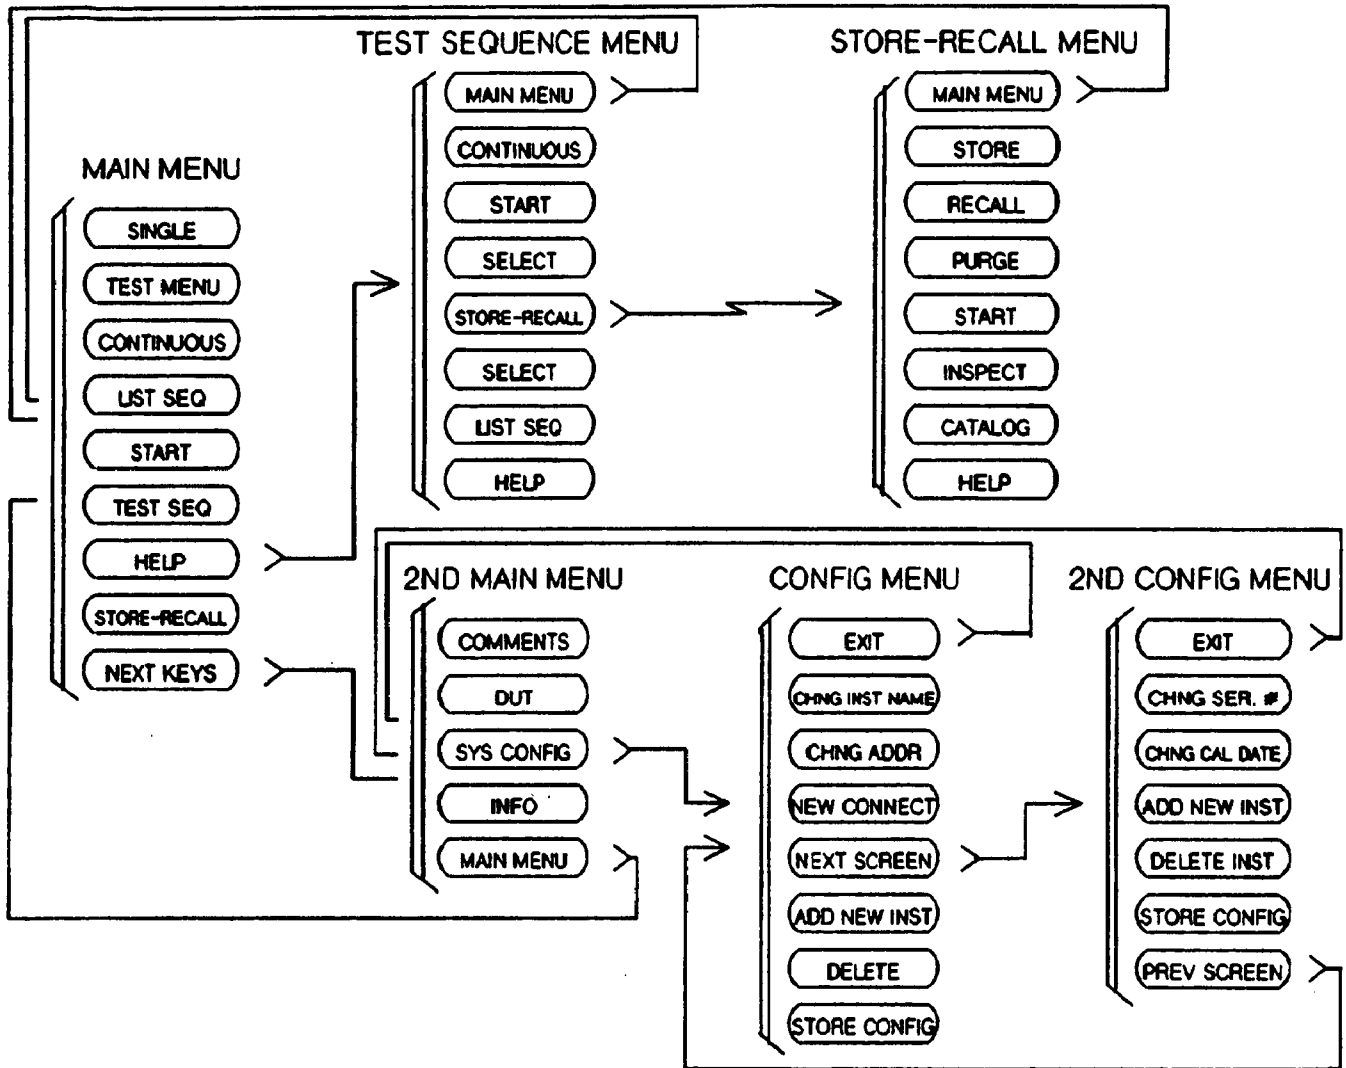 TEST SEQUENCE MENU
MAIN MENU
CONTINUOUS
START
SELECT
STORE-RECALL
SELECT
LIST SEQ
HELP
STORE-RECALL MENU
MAIN MENU
STORE
RECALL
PURGE
START
INSPECT
CATALOG
HELP
MAIN MENU
SINGLE
TEST MENU
CONTINUOUS
LIST SEQ
START
TEST SEQ
HELP
STORE-RECALL
NEXT KEYS
2ND MAIN MENU
COMMENTS
DUT
SYS CONFIG
INFO
MAIN MENU
CONFIG MENU
EXIT
CHNG INST NAME
CHNG ADDR
NEW CONNECT
NEXT SCREEN
ADD NEW INST
DELETE
STORE CONFIG
2ND CONFIG MENU
EXIT
CHNG SER. #
CHNG CAL DATE
ADD NEW INST
DELETE INST
STORE CONFIG
PREV SCREEN